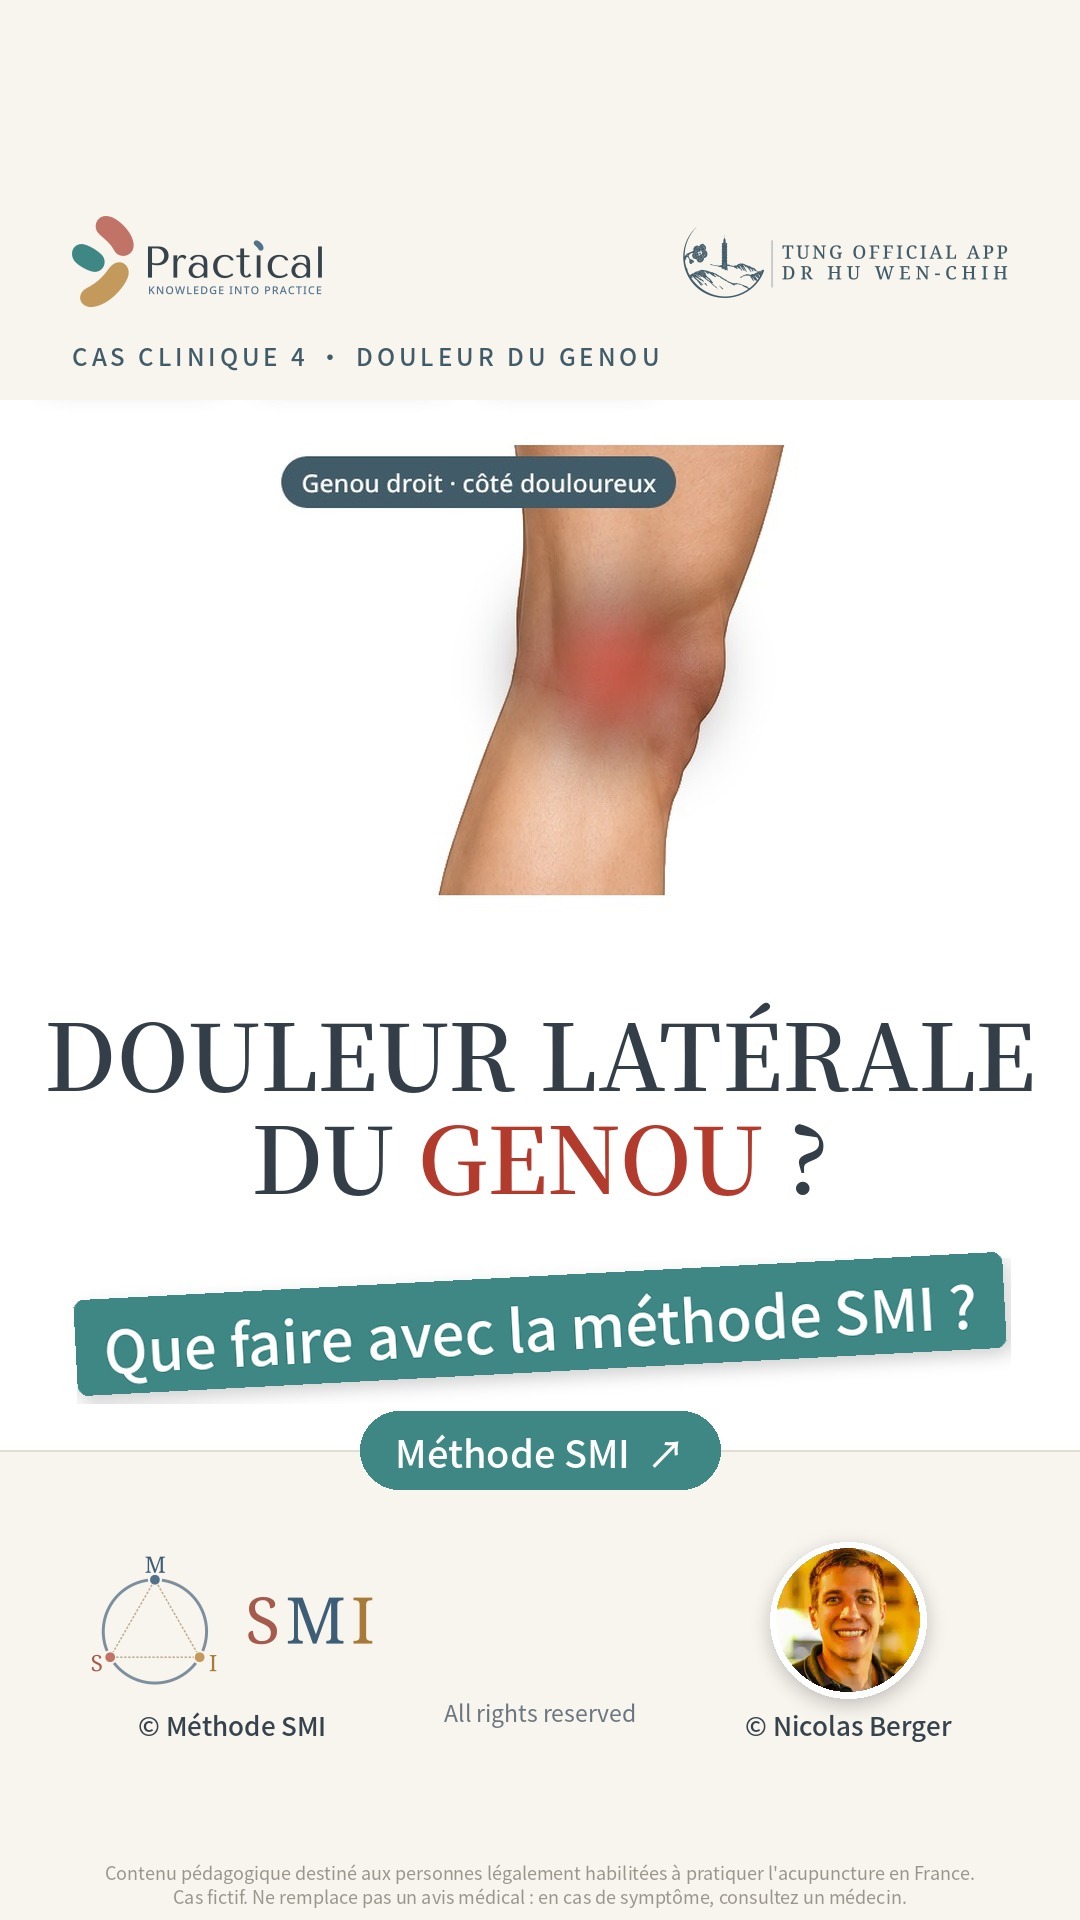 Practical
KNOWLEDGE INTO PRACTICE
TUNG OFFICIAL APP
DR HU WEN-CHIH
CAS CLINIQUE 4 • DOULEUR DU GENOU
Genou droit · côté douloureux
DOULEUR LATÉRALE
DU GENOU ?
Que faire avec la méthode SMI ?
Méthode SMI ↗
M
S I
SMI
© Méthode SMI
All rights reserved
© Nicolas Berger
Contenu pédagogique destiné aux personnes légalement habilitées à pratiquer l'acupuncture en France.
Cas fictif. Ne remplace pas un avis médical : en cas de symptôme, consultez un médecin.